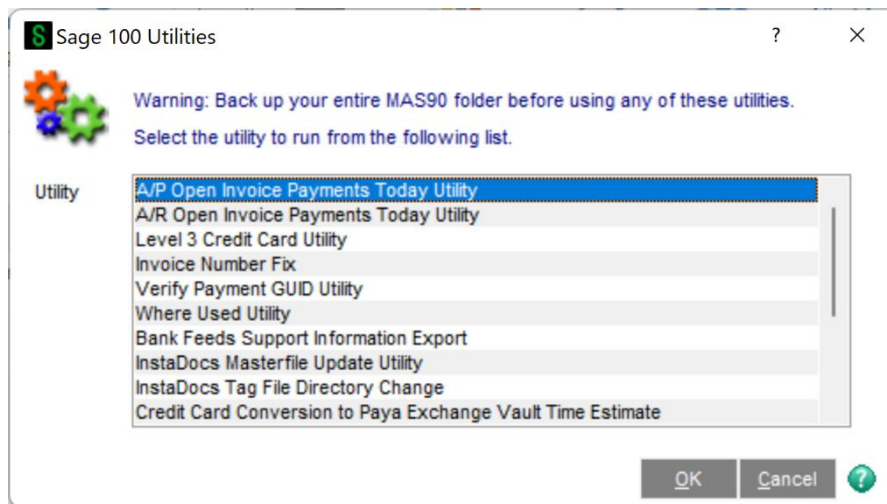 S Sage 100 Utilities ?
Warning: Back up your entire MAS90 folder before using any of these utilities.
Select the utility to run from the following list.
Utility
A/P Open Invoice Payments Today Utility
A/R Open Invoice Payments Today Utility
Level 3 Credit Card Utility
Invoice Number Fix
Verify Payment GUID Utility
Where Used Utility
Bank Feeds Support Information Export
InstaDocs Masterfile Update Utility
InstaDocs Tag File Directory Change
Credit Card Conversion to Paya Exchange Vault Time Estimate
OK Cancel ?